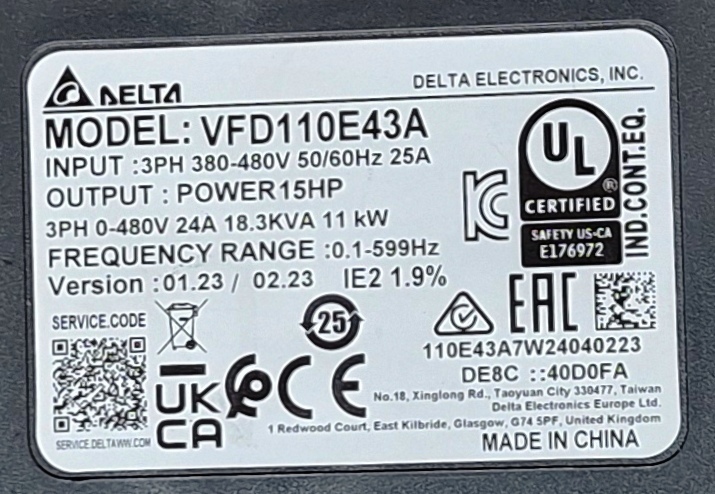 DELTA
DELTA ELECTRONICS, INC.
MODEL: VFD110E43A
INPUT :3PH 380-480V 50/60Hz 25A
OUTPUT : POWER15HP
3PH 0-480V 24A 18.3KVA 11 kW
FREQUENCY RANGE :0.1-599Hz
Version :01.23 / 02.23 IE2 1.9%
UL
®
CERTIFIED
SAFETY US-CA
E176972
IND.CONT.EQ.
KC
SERVICE.CODE
25
EAC
110E43A7W24040223
DE8C ::40D0FA
UK
CA
CE
SERVICE.DELTAWW.COM
No.18, Xinglong Rd., Taoyuan City 330477, Taiwan
Delta Electronics Europe Ltd.
1 Redwood Court, East Kilbride, Glasgow, G74 5PF, United Kingdom
MADE IN CHINA